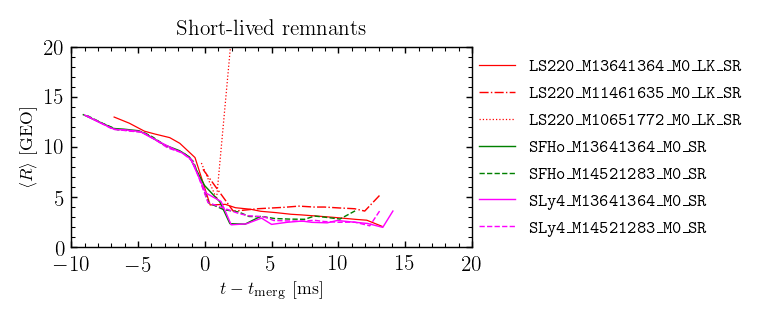 Short-lived remnants
20
15
10
5
0
⟨R⟩ [GEO]
−10 −5 0 5 10 15 20
t − tmerg [ms]
LS220_M13641364_M0_LK_SR
LS220_M11461635_M0_LK_SR
LS220_M10651772_M0_LK_SR
SFHo_M13641364_M0_SR
SFHo_M14521283_M0_SR
SLy4_M13641364_M0_SR
SLy4_M14521283_M0_SR